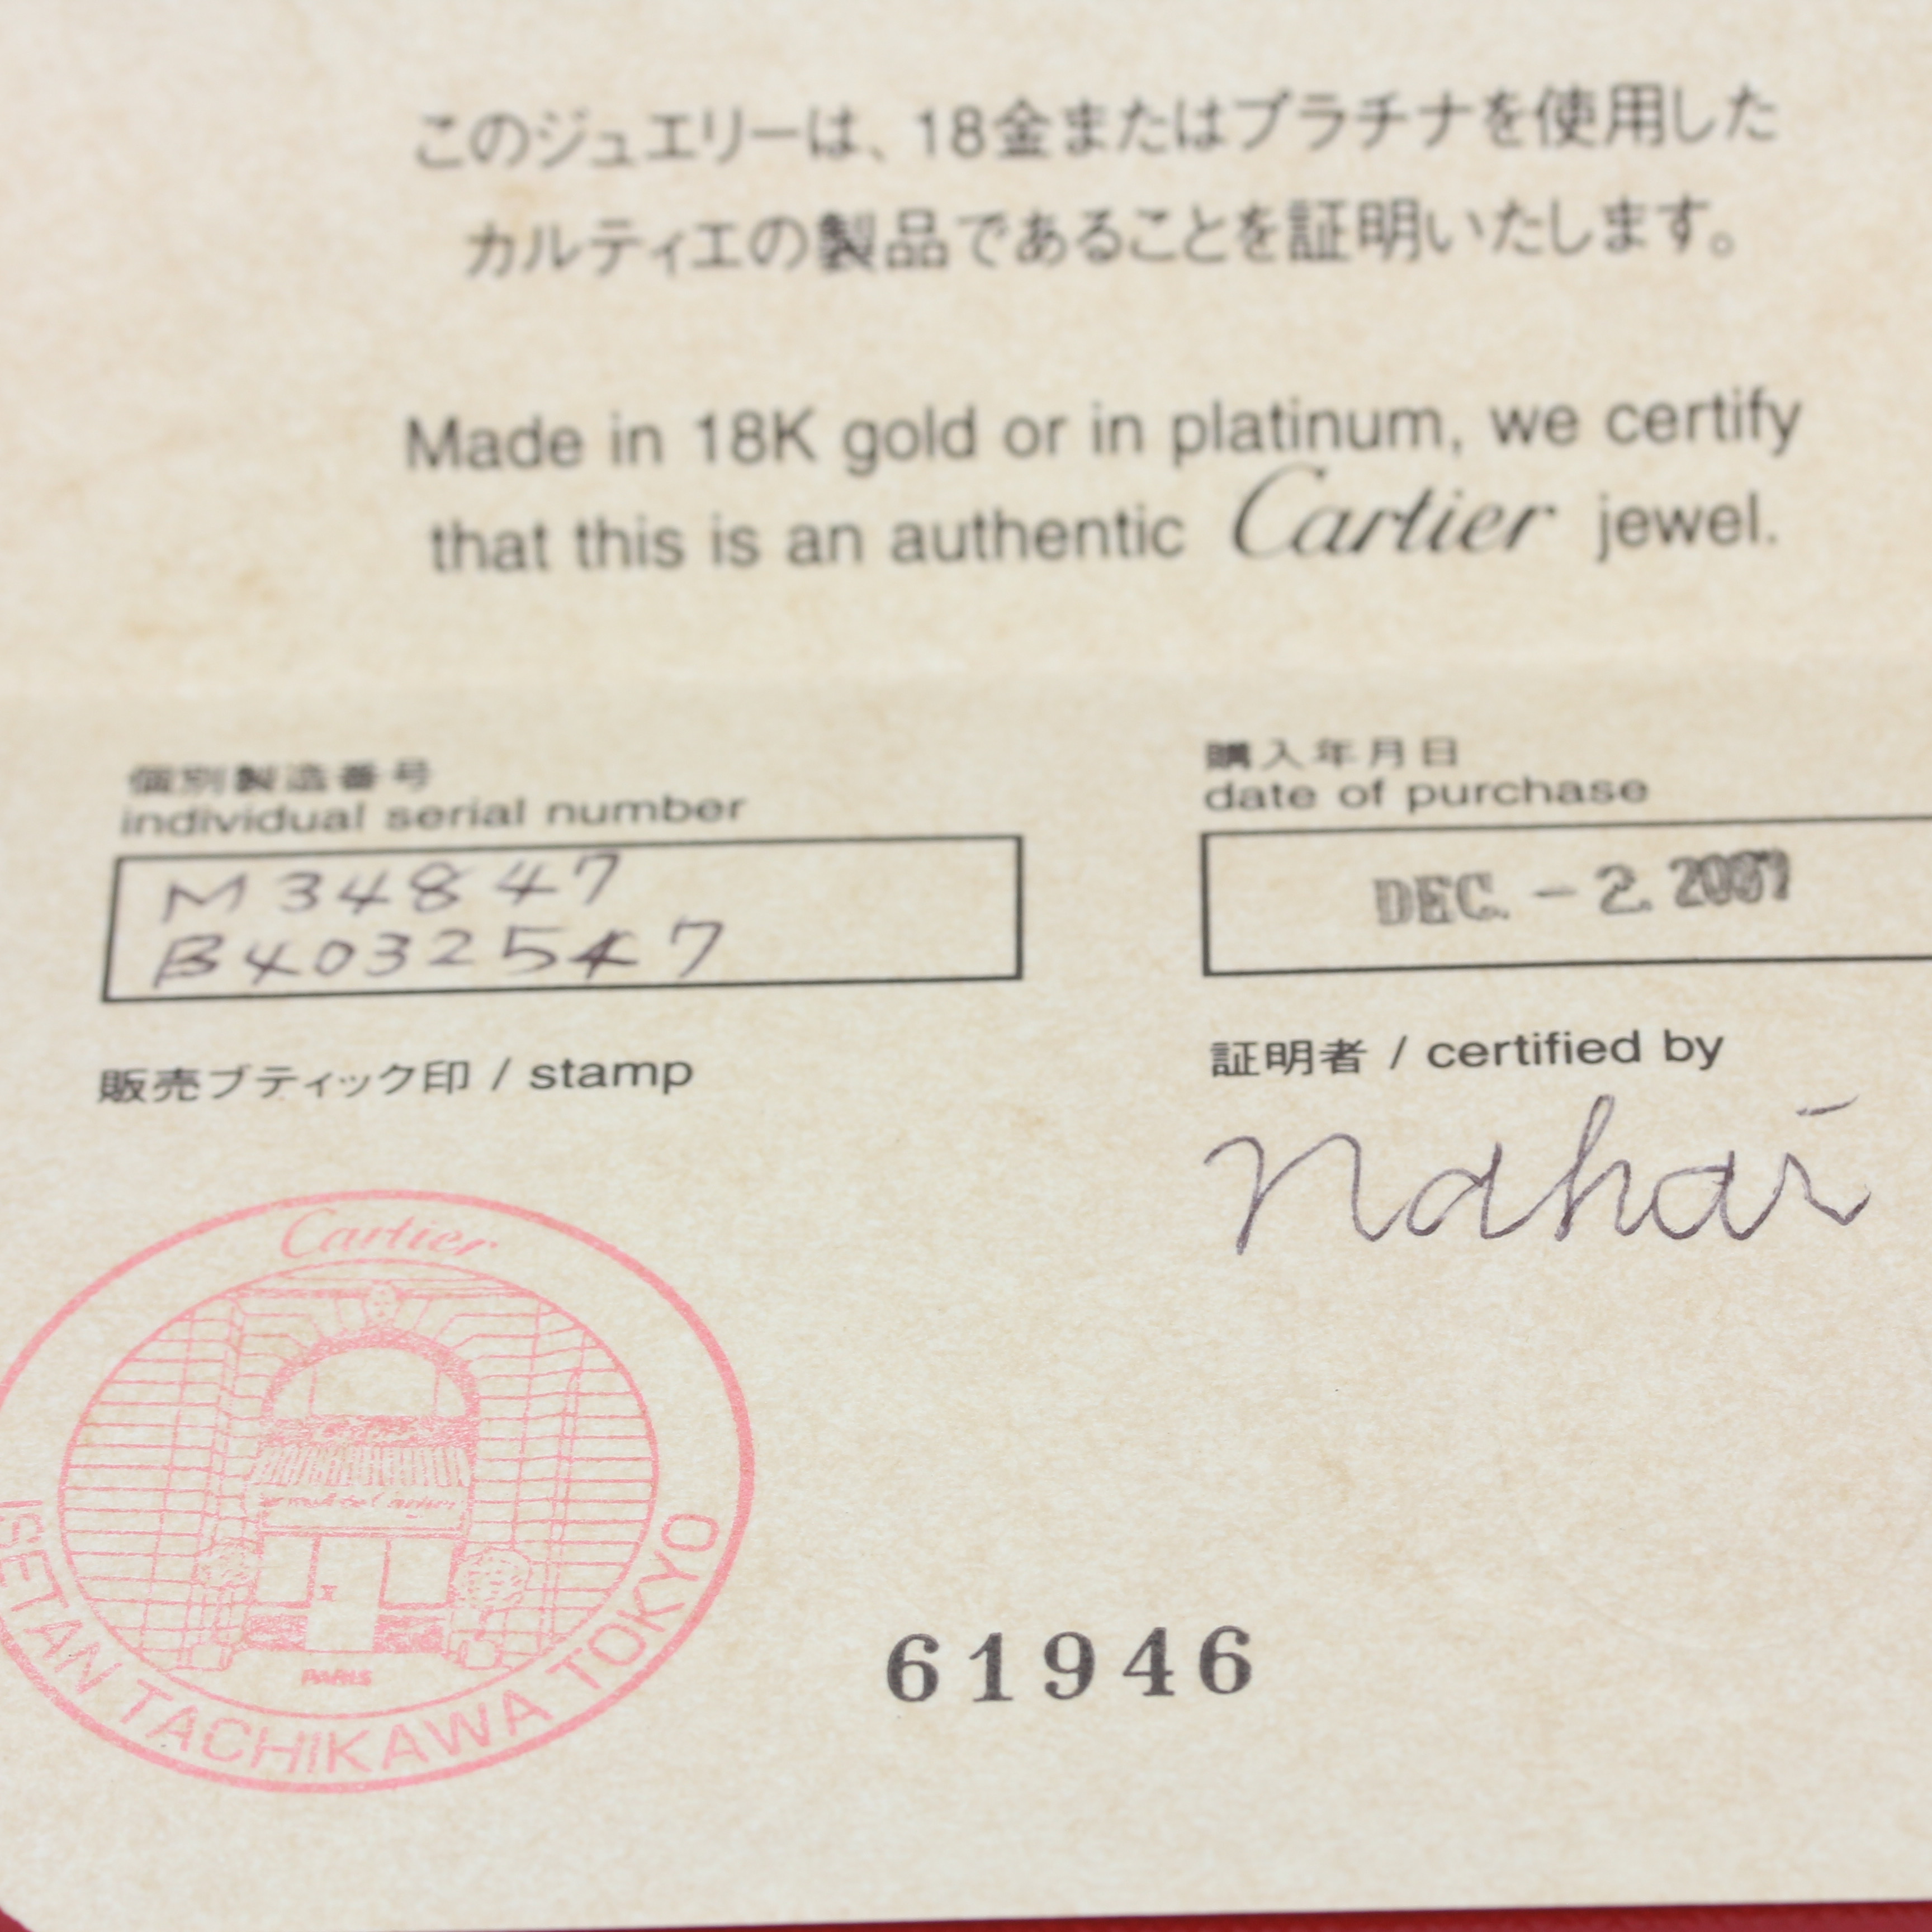 このジュエリーは、18金またはプラチナを使用した
カルティエの製品であることを証明いたします。
Made in 18K gold or in platinum, we certify
that this is an authentic Cartier jewel.
個別製造番号
individual serial number
M34847
B4032547
購入年月日
date of purchase
DEC. -2. 2007
販売ブティック印 / stamp
証明者 / certified by
nahai
Cartier
PARIS
ISETAN TACHIKAWA TOKYO
61946